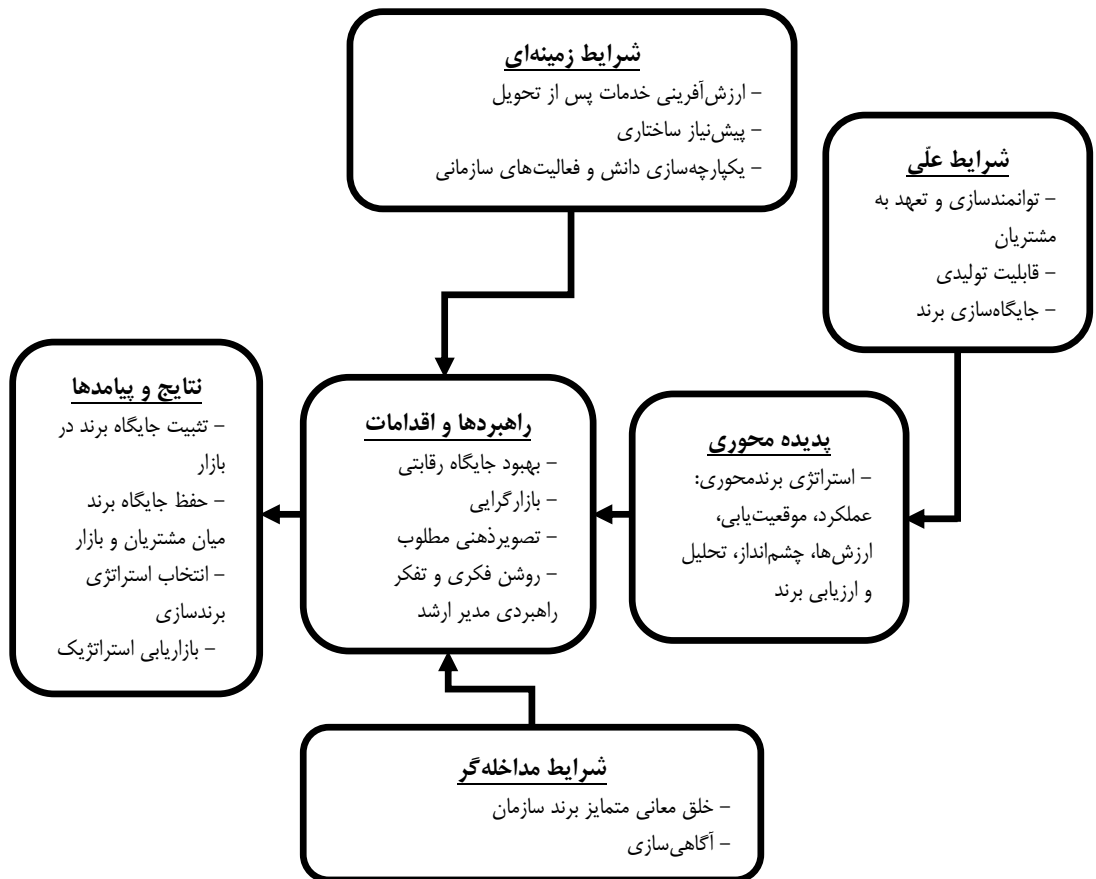 شرایط زمینه‌ای
- ارزش‌آفرینی خدمات پس از تحویل
- پیش‌نیاز ساختاری
- یکپارچه‌سازی دانش و فعالیت‌های سازمانی
شرایط علّی
- توانمندسازی و تعهد به
مشتریان
- قابلیت تولیدی
- جایگاه‌سازی برند
پدیده محوری
- استراتژی برندمحوری:
عملکرد، موقعیت‌یابی،
ارزش‌ها، چشم‌انداز، تحلیل
و ارزیابی برند
راهبردها و اقدامات
- بهبود جایگاه رقابتی
- بازارگرایی
- تصویرذهنی مطلوب
- روشن فکری و تفکر
راهبردی مدیر ارشد
نتایج و پیامدها
- تثبیت جایگاه برند در
بازار
- حفظ جایگاه برند
میان مشتریان و بازار
- انتخاب استراتژی
برندسازی
- بازاریابی استراتژیک
شرایط مداخله‌گر
- خلق معانی متمایز برند سازمان
- آگاهی‌سازی